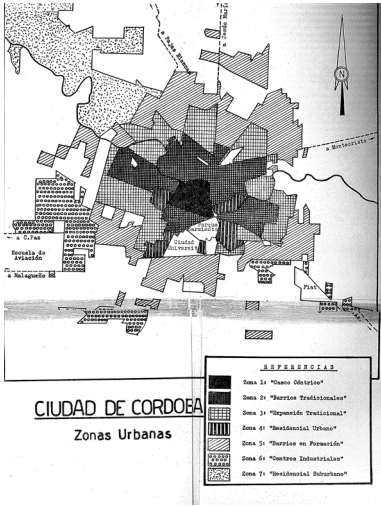 a Pajas Blancas
a Jesús María
N
a Montecristo
Parque
Sarmiento
Ciudad
Universit
a C.Paz
Escuela de
Aviación
a Malagueño
Fiat
CIUDAD DE CORDOBA
Zonas Urbanas
REFERENCIAS
Zona 1: "Casco Céntrico"
Zona 2: "Barrios Tradicionales"
Zona 3: "Expansión Tradicional"
Zona 4: "Residencial Urbano"
Zona 5: "Barrios en Formación"
Zona 6: "Centros Industriales"
Zona 7: "Residencial Suburbano"